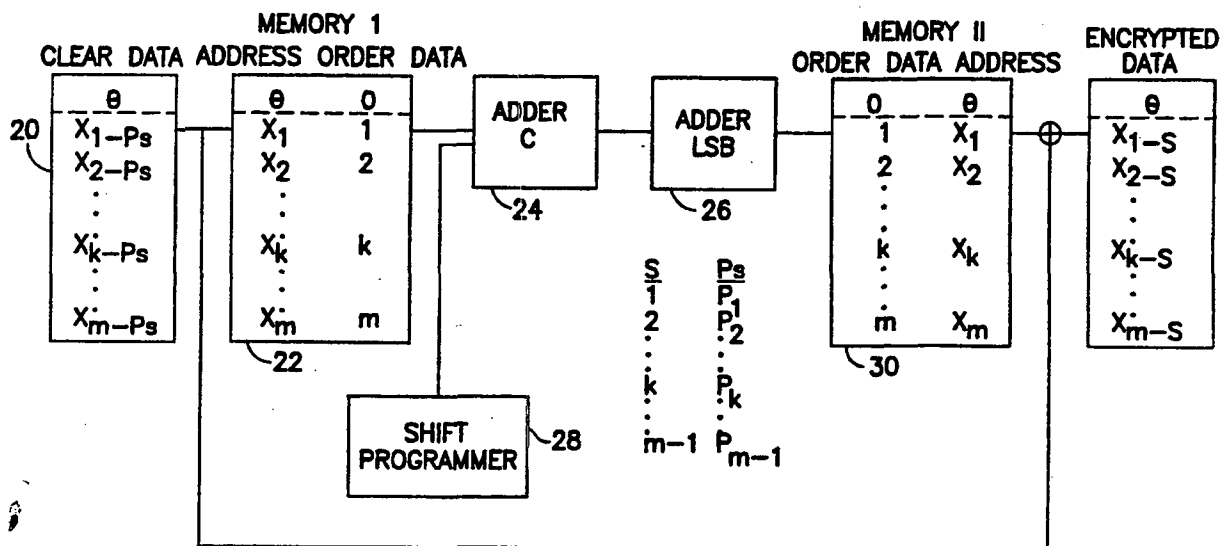 MEMORY 1
CLEAR DATA ADDRESS ORDER DATA
MEMORY II
ORDER DATA ADDRESS
ENCRYPTED
DATA
θ
X1-Ps
X2-Ps
Xk-Ps
Xm-Ps
20
θ 0
X1 1
X2 2
Xk k
Xm m
22
ADDER
C
24
ADDER
LSB
26
SHIFT
PROGRAMMER
28
S Ps
1 P1
2 P2
k Pk
m-1 Pm-1
0 θ
1 X1
2 X2
k Xk
m Xm
30
θ
X1-S
X2-S
Xk-S
Xm-S